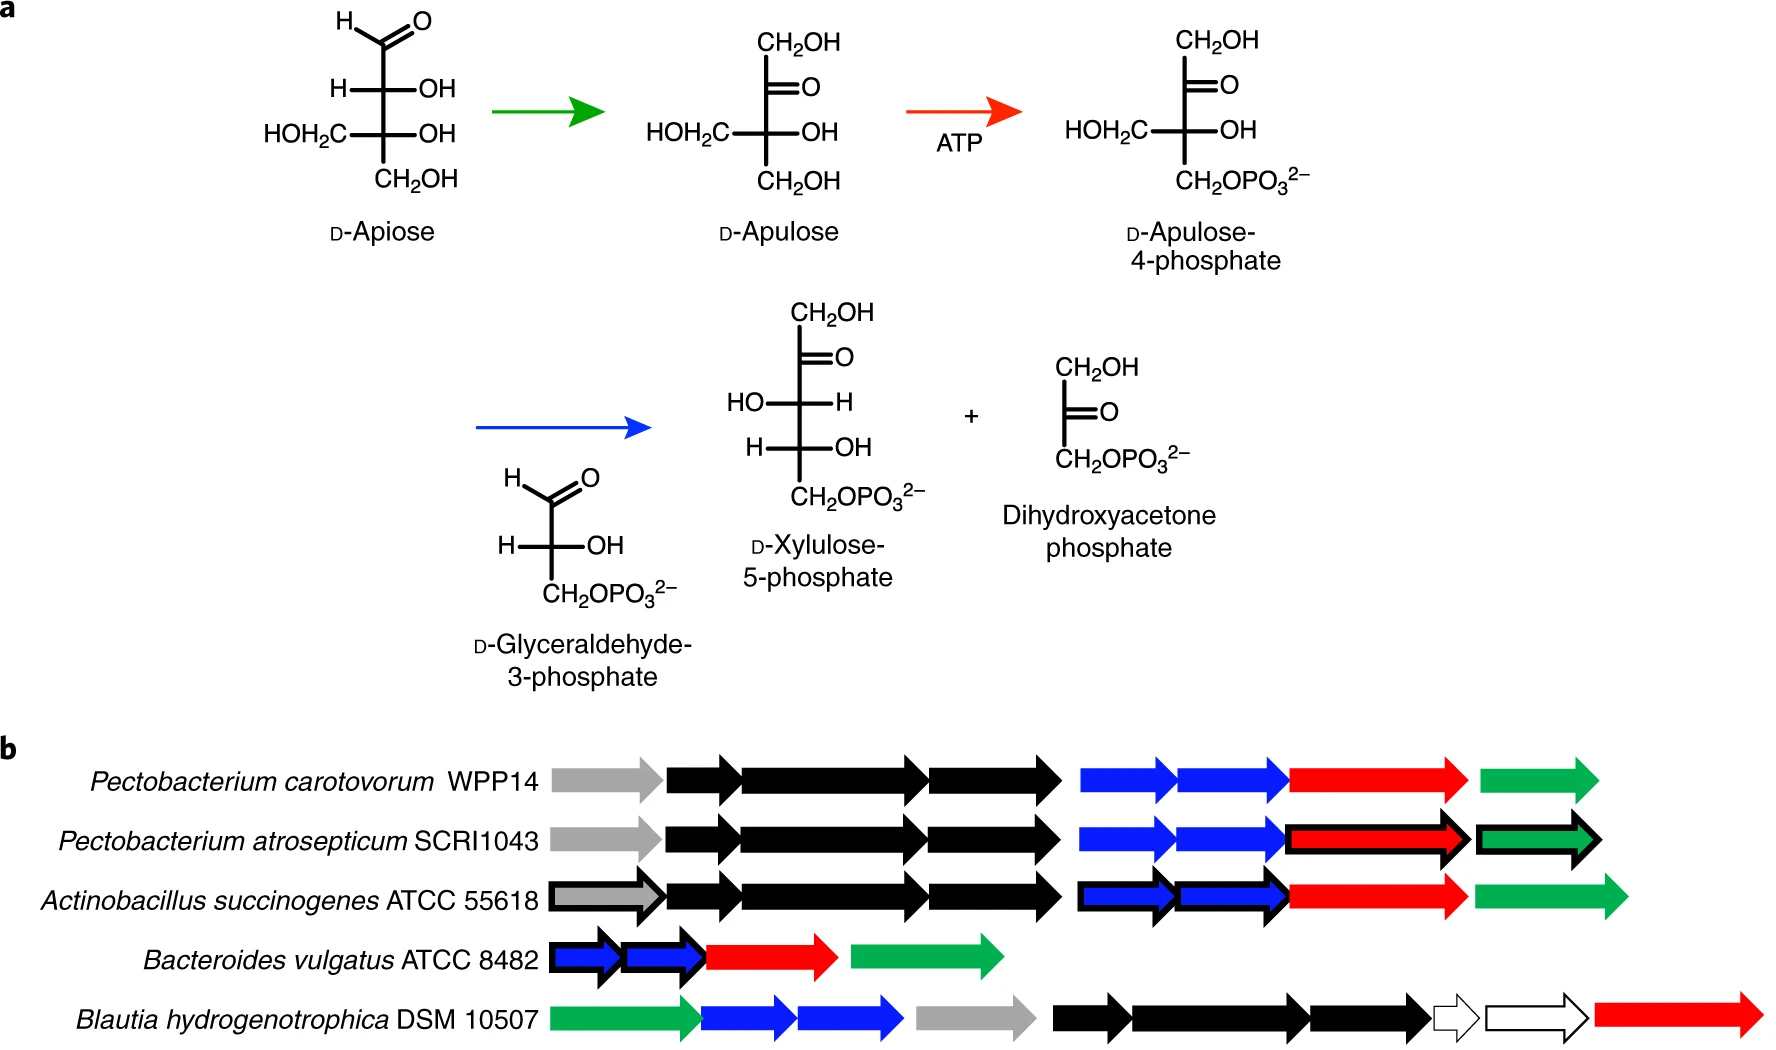 a
H O
H OH
HOH₂C OH
CH₂OH
D-Apiose
CH₂OH
O
HOH₂C OH
CH₂OH
D-Apulose
ATP
CH₂OH
O
HOH₂C OH
CH₂OPO₃²⁻
D-Apulose-
4-phosphate
H O
H OH
CH₂OPO₃²⁻
D-Glyceraldehyde-
3-phosphate
CH₂OH
O
HO H
H OH
CH₂OPO₃²⁻
D-Xylulose-
5-phosphate
+
CH₂OH
O
CH₂OPO₃²⁻
Dihydroxyacetone
phosphate
b
Pectobacterium carotovorum WPP14
Pectobacterium atrosepticum SCRI1043
Actinobacillus succinogenes ATCC 55618
Bacteroides vulgatus ATCC 8482
Blautia hydrogenotrophica DSM 10507